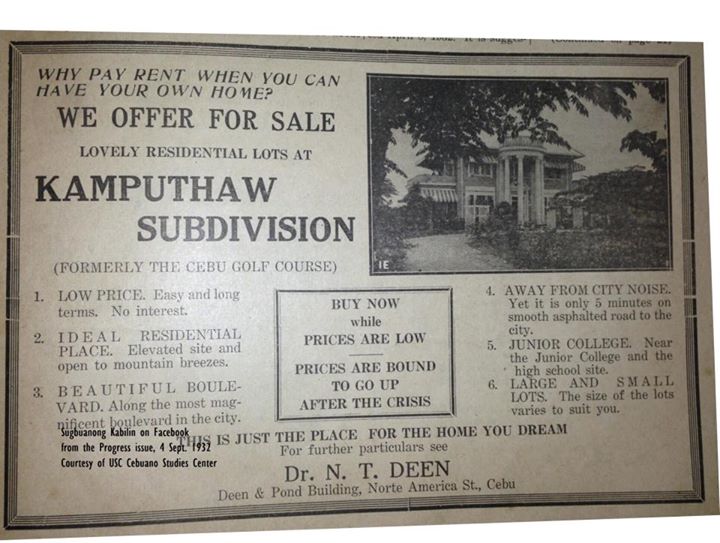 WHY PAY RENT WHEN YOU CAN
HAVE YOUR OWN HOME?
WE OFFER FOR SALE
LOVELY RESIDENTIAL LOTS AT
KAMPUTHAW
SUBDIVISION
(FORMERLY THE CEBU GOLF COURSE)
1. LOW PRICE. Easy and long
terms. No interest.
2. IDEAL RESIDENTIAL
PLACE. Elevated site and
open to mountain breezes.
3. BEAUTIFUL BOULE-
VARD. Along the most mag-
nificent boulevard in the city.
IE
BUY NOW
while
PRICES ARE LOW
PRICES ARE BOUND
TO GO UP
AFTER THE CRISIS
4. AWAY FROM CITY NOISE.
Yet it is only 5 minutes on
smooth asphalted road to the
city.
5. JUNIOR COLLEGE. Near
the Junior College and the
high school site.
6. LARGE AND SMALL
LOTS. The size of the lots
varies to suit you.
Sugbuanong Kabilin on Facebook
from the Progress issue, 4 Sept. 1932
Courtesy of USC Cebuano Studies Center
THIS IS JUST THE PLACE FOR THE HOME YOU DREAM
For further particulars see
Dr. N. T. DEEN
Deen & Pond Building, Norte America St., Cebu